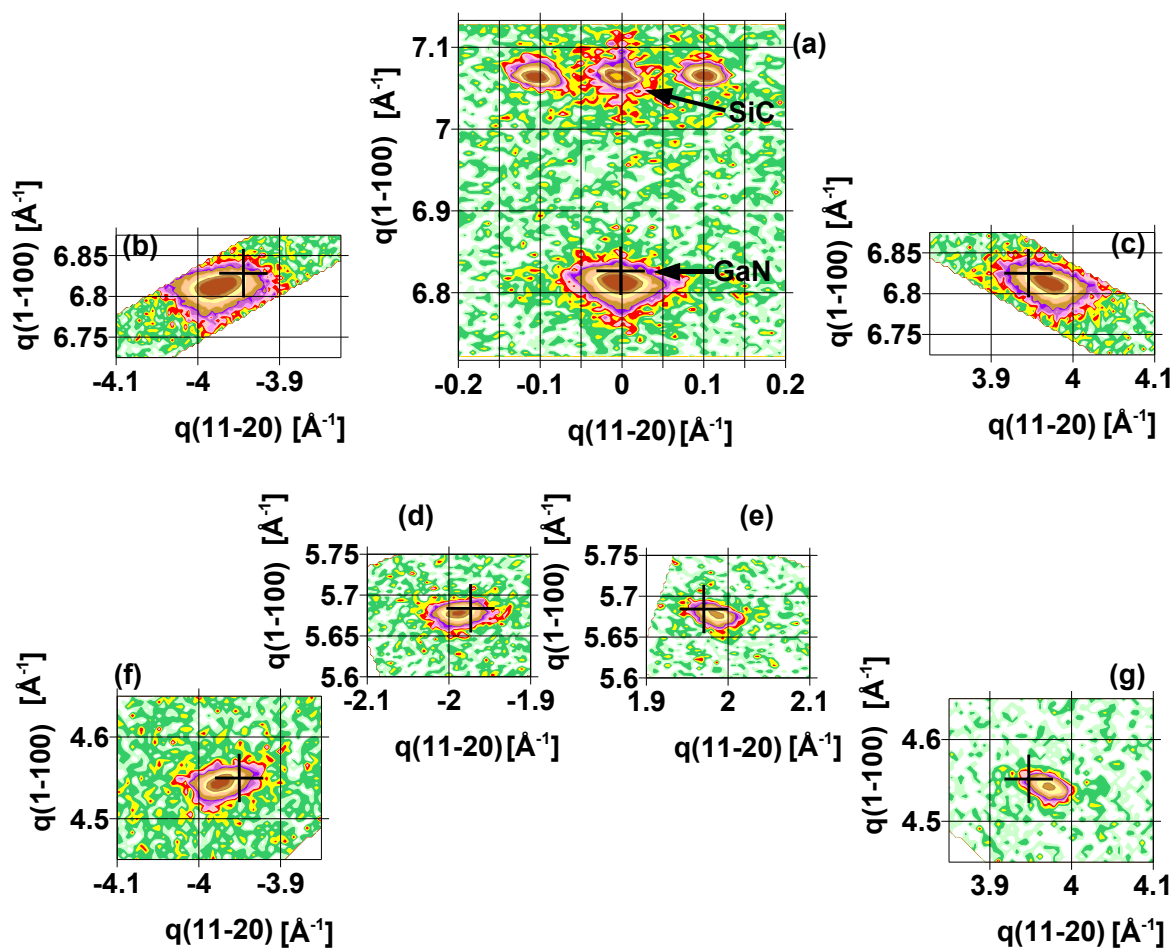 (a)
q(1-100) [Å-1]
7.1
7
6.9
6.8
SiC
GaN
-0.2 -0.1 0 0.1 0.2
q(11-20) [Å-1]
(b)
q(1-100) [Å-1]
6.85
6.8
6.75
-4.1 -4 -3.9
q(11-20) [Å-1]
(c)
q(1-100) [Å-1]
6.85
6.8
6.75
3.9 4 4.1
q(11-20) [Å-1]
(d)
q(1-100) [Å-1]
5.75
5.7
5.65
5.6
-2.1 -2 -1.9
q(11-20) [Å-1]
(e)
q(1-100) [Å-1]
5.75
5.7
5.65
5.6
1.9 2 2.1
q(11-20) [Å-1]
(f)
q(1-100) [Å-1]
4.6
4.5
-4.1 -4 -3.9
q(11-20) [Å-1]
(g)
q(1-100) [Å-1]
4.6
4.5
3.9 4 4.1
q(11-20) [Å-1]